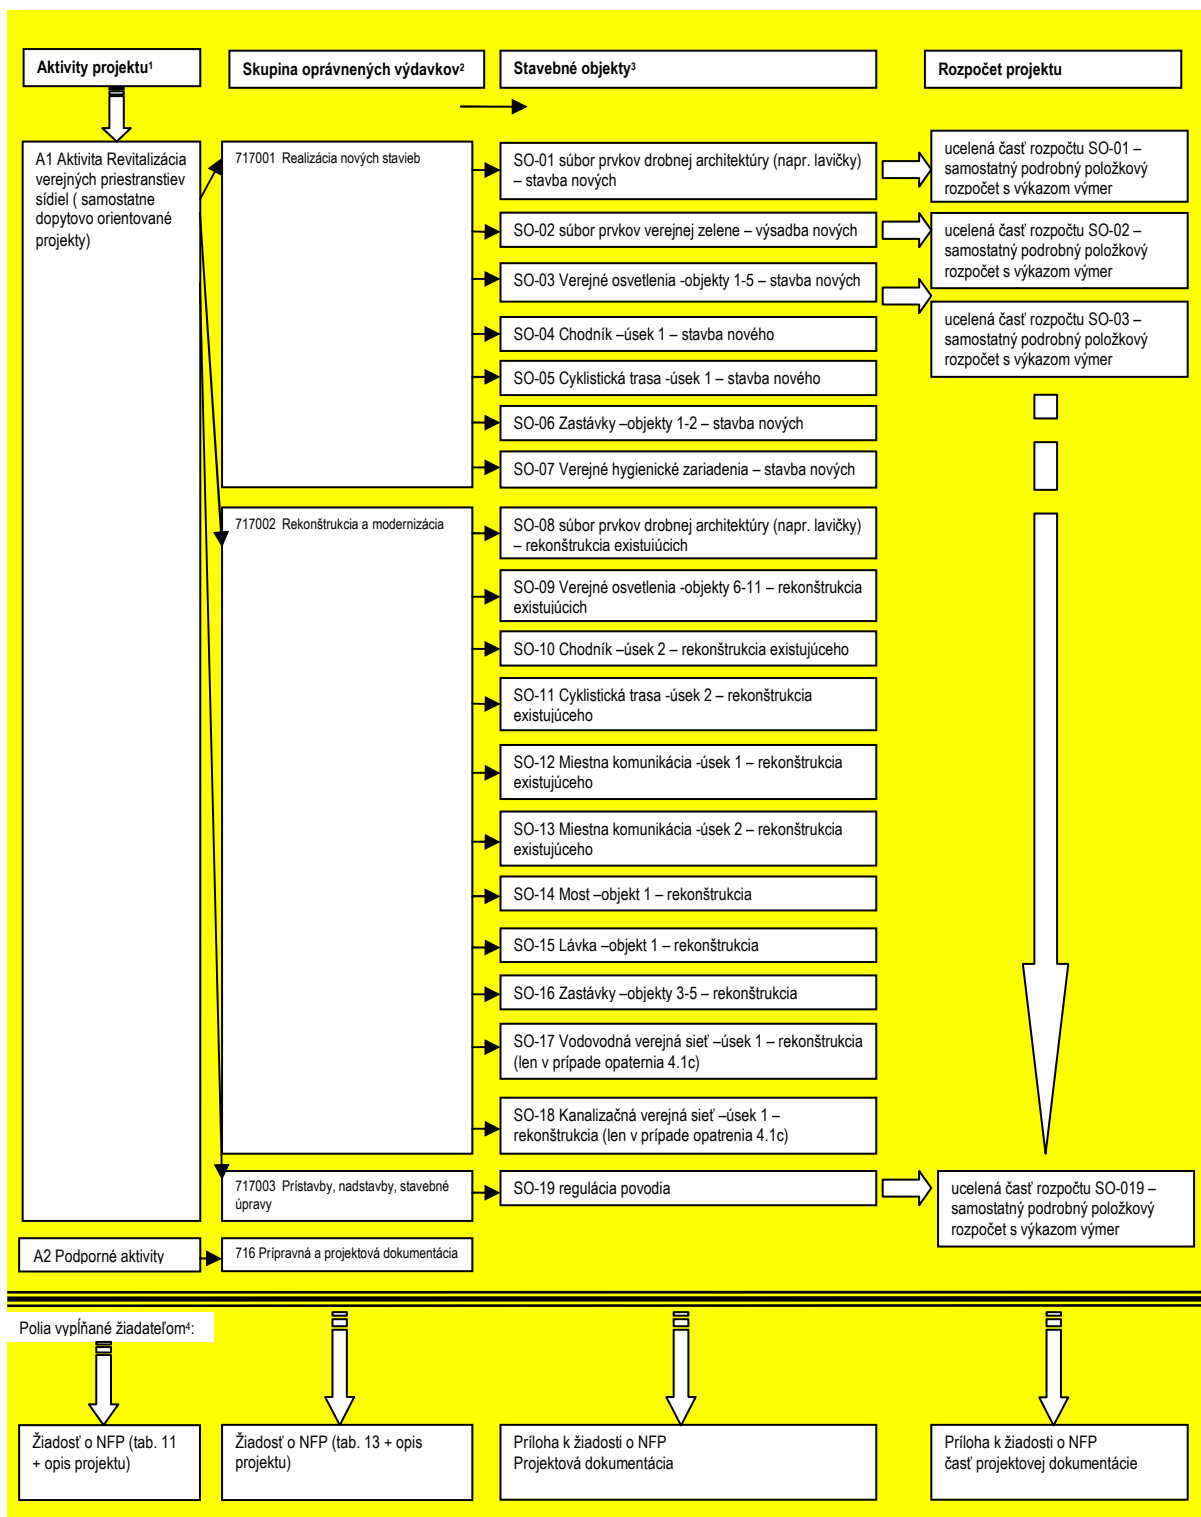 Aktivity projektu¹
Skupina oprávnených výdavkov²
Stavebné objekty³
Rozpočet projektu
A1 Aktivita Revitalizácia
verejných priestranstiev
sídiel ( samostatne
dopytovo orientované
projekty)
717001  Realizácia nových stavieb
SO-01 súbor prvkov drobnej architektúry (napr. lavičky)
– stavba nových
SO-02 súbor prvkov verejnej zelene – výsadba nových
SO-03 Verejné osvetlenia -objekty 1-5 – stavba nových
SO-04 Chodník –úsek 1 – stavba nového
SO-05 Cyklistická trasa -úsek 1 – stavba nového
SO-06 Zastávky –objekty 1-2 – stavba nových
SO-07 Verejné hygienické zariadenia – stavba nových
ucelená časť rozpočtu SO-01 –
samostatný podrobný položkový
rozpočet s výkazom výmer
ucelená časť rozpočtu SO-02 –
samostatný podrobný položkový
rozpočet s výkazom výmer
ucelená časť rozpočtu SO-03 –
samostatný podrobný položkový
rozpočet s výkazom výmer
717002  Rekonštrukcia a modernizácia
SO-08 súbor prvkov drobnej architektúry (napr. lavičky)
– rekonštrukcia existujúcich
SO-09 Verejné osvetlenia -objekty 6-11 – rekonštrukcia
existujúcich
SO-10 Chodník –úsek 2 – rekonštrukcia existujúceho
SO-11 Cyklistická trasa -úsek 2 – rekonštrukcia
existujúceho
SO-12 Miestna komunikácia -úsek 1 – rekonštrukcia
existujúceho
SO-13 Miestna komunikácia -úsek 2 – rekonštrukcia
existujúceho
SO-14 Most –objekt 1 – rekonštrukcia
SO-15 Lávka –objekt 1 – rekonštrukcia
SO-16 Zastávky –objekty 3-5 – rekonštrukcia
SO-17 Vodovodná verejná sieť –úsek 1 – rekonštrukcia
(len v prípade opaternia 4.1c)
SO-18 Kanalizačná verejná sieť –úsek 1 –
rekonštrukcia (len v prípade opatrenia 4.1c)
717003  Prístavby, nadstavby, stavebné
úpravy
SO-19 regulácia povodia
ucelená časť rozpočtu SO-019 –
samostatný podrobný položkový
rozpočet s výkazom výmer
A2 Podporné aktivity
716 Prípravná a projektová dokumentácia
Polia vypĺňané žiadateľom⁴:
Žiadosť o NFP (tab. 11
+ opis projektu)
Žiadosť o NFP (tab. 13 + opis
projektu)
Príloha k žiadosti o NFP
Projektová dokumentácia
Príloha k žiadosti o NFP
časť projektovej dokumentácie